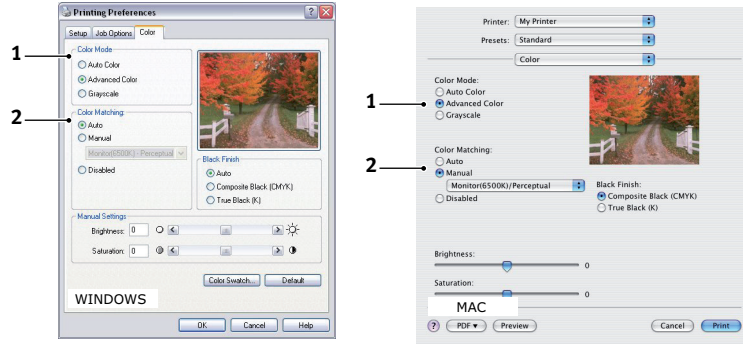 Printing Preferences
Setup Job Options Color
1
Color Mode
Auto Color
Advanced Color
Grayscale
2
Color Matching:
Auto
Manual
Monitor(6500K) - Perceptual
Disabled
Black Finish
Auto
Composite Black (CMYK)
True Black (K)
Manual Settings
Brightness: 0
Saturation: 0
Color Swatch... Default
WINDOWS
OK Cancel Help
Printer: My Printer
Presets: Standard
Color
1
Color Mode:
Auto Color
Advanced Color
Grayscale
2
Color Matching:
Auto
Manual
Monitor(6500K)/Perceptual
Disabled
Black Finish:
Composite Black (CMYK)
True Black (K)
Brightness:
0
Saturation:
0
MAC
? PDF▼ Preview Cancel Print